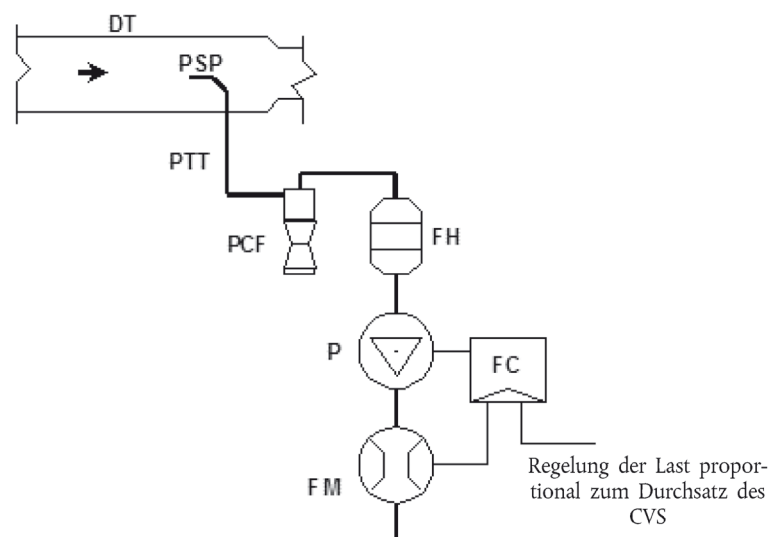 DT
PSP
PTT
PCF
FH
P
FC
FM
Regelung der Last propor-
tional zum Durchsatz des
CVS